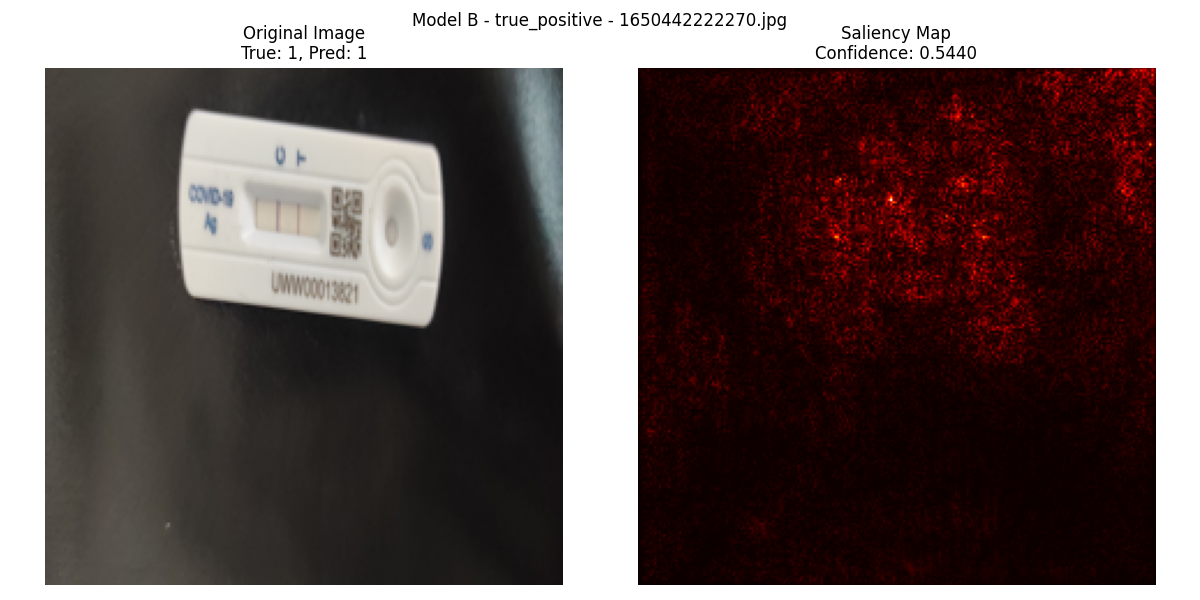 Model B - true_positive - 1650442222270.jpg
Original Image
True: 1, Pred: 1
Saliency Map
Confidence: 0.5440
C T
COVID-19
Ag
S
UWW00013821